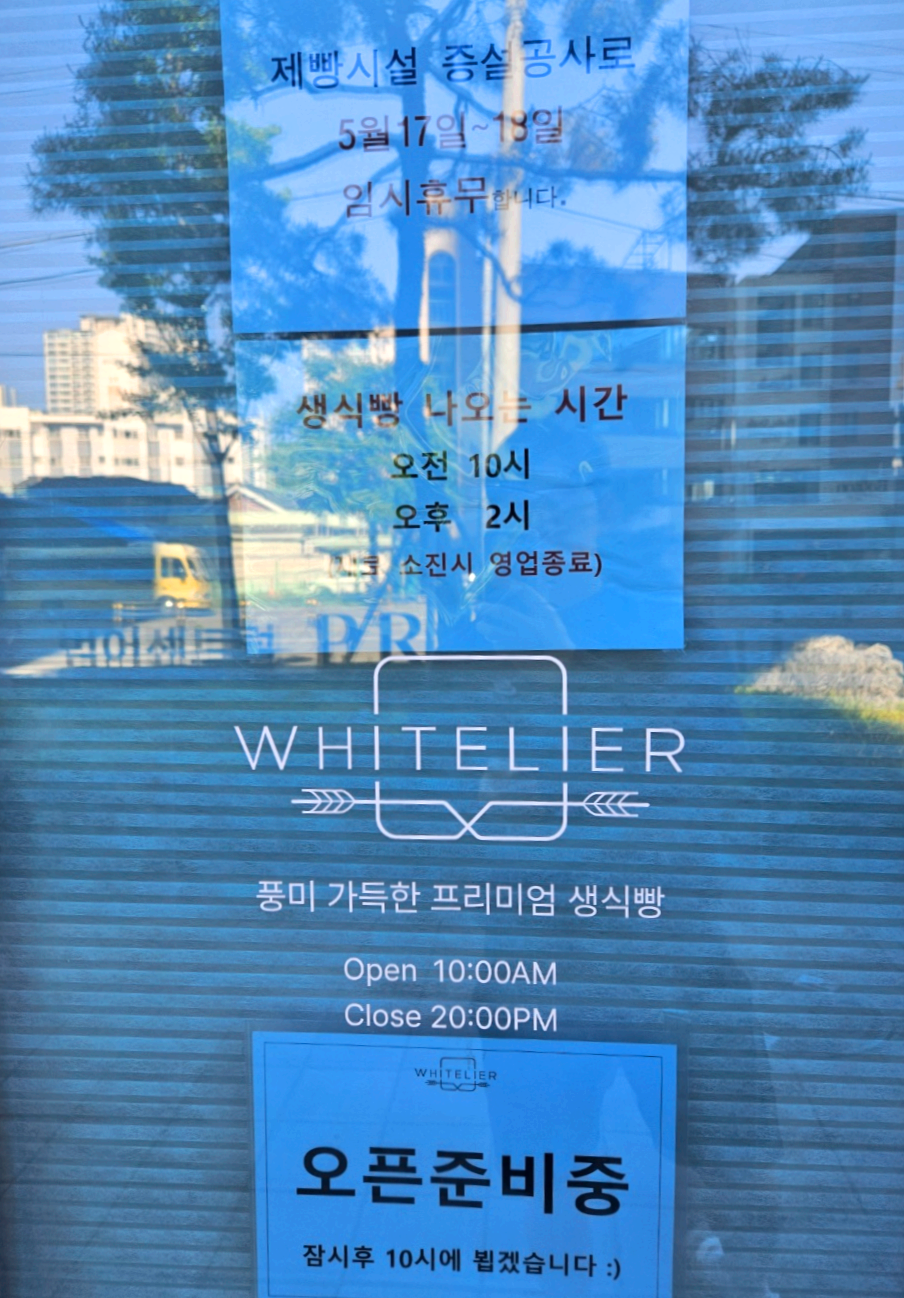 제빵시설 증설공사로
5월17일~18일
임시휴무합니다.
생식빵 나오는 시간
오전 10시
오후 2시
소진시 영업종료)
P/R
WHITELIER
풍미 가득한 프리미엄 생식빵
Open 10:00AM
Close 20:00PM
WHITELIER
오픈준비중
잠시후 10시에 뵙겠습니다 :)